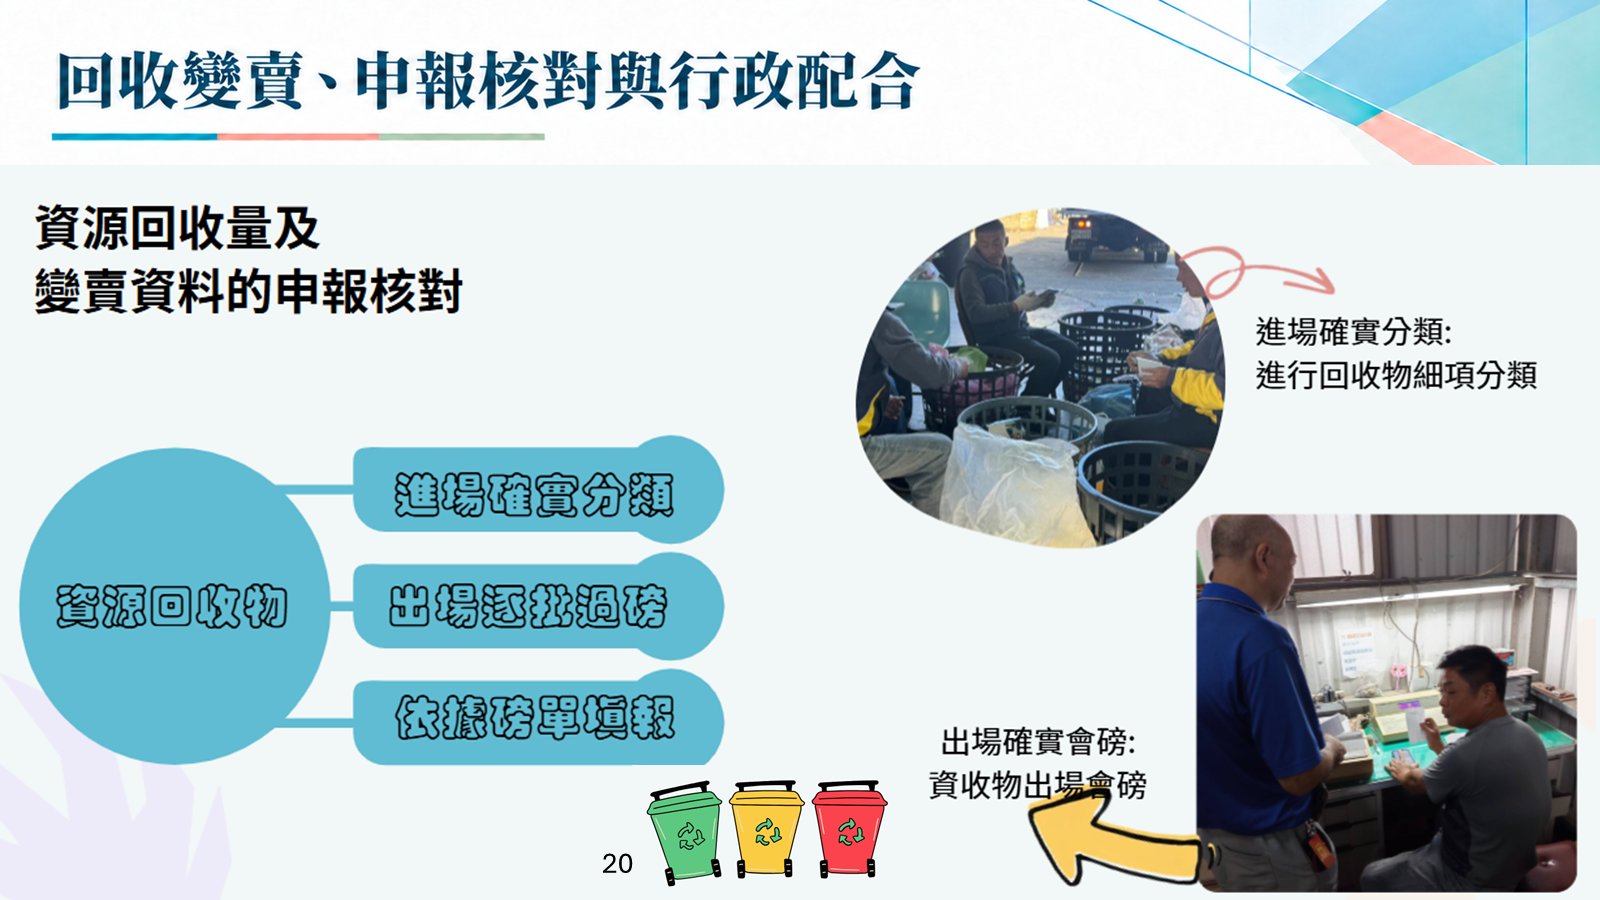 回收變賣、申報核對與行政配合
資源回收量及
變賣資料的申報核對
資源回收物
進場確實分類
出場逐批過磅
依據磅單填報
進場確實分類:
進行回收物細項分類
出場確實會磅:
資收物出場會磅
20